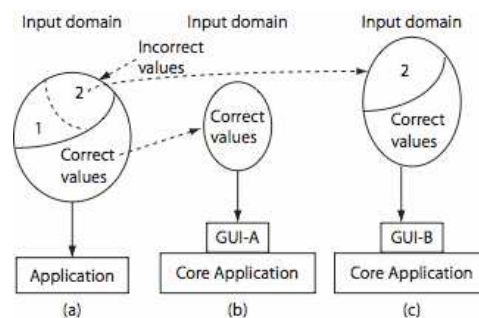 Input domain
Input domain
Input domain
Incorrect
values
2
1
Correct
values
Correct
values
2
Correct
values
GUI-A
GUI-B
Application
Core Application
Core Application
(a)
(b)
(c)